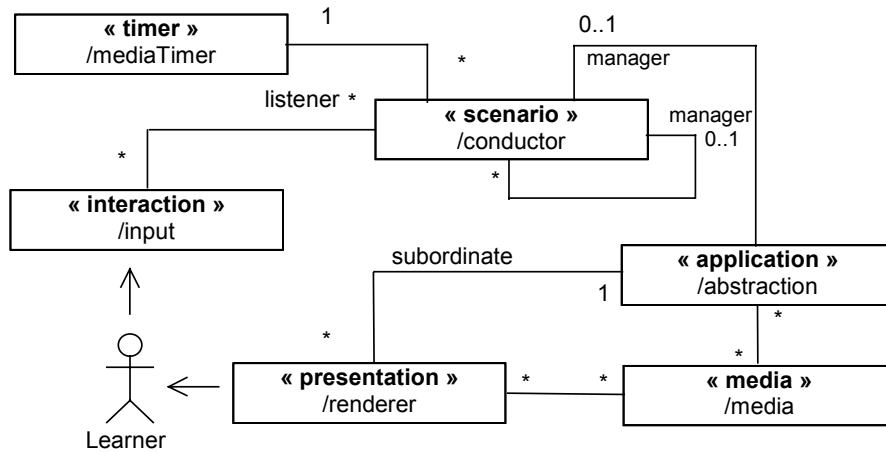 « timer »
/mediaTimer
1
*
0..1
manager
listener *
« scenario »
/conductor
manager
0..1
*
*
« interaction »
/input
subordinate
« application »
/abstraction
1
*
*
*
« presentation »
/renderer
*
*
« media »
/media
Learner